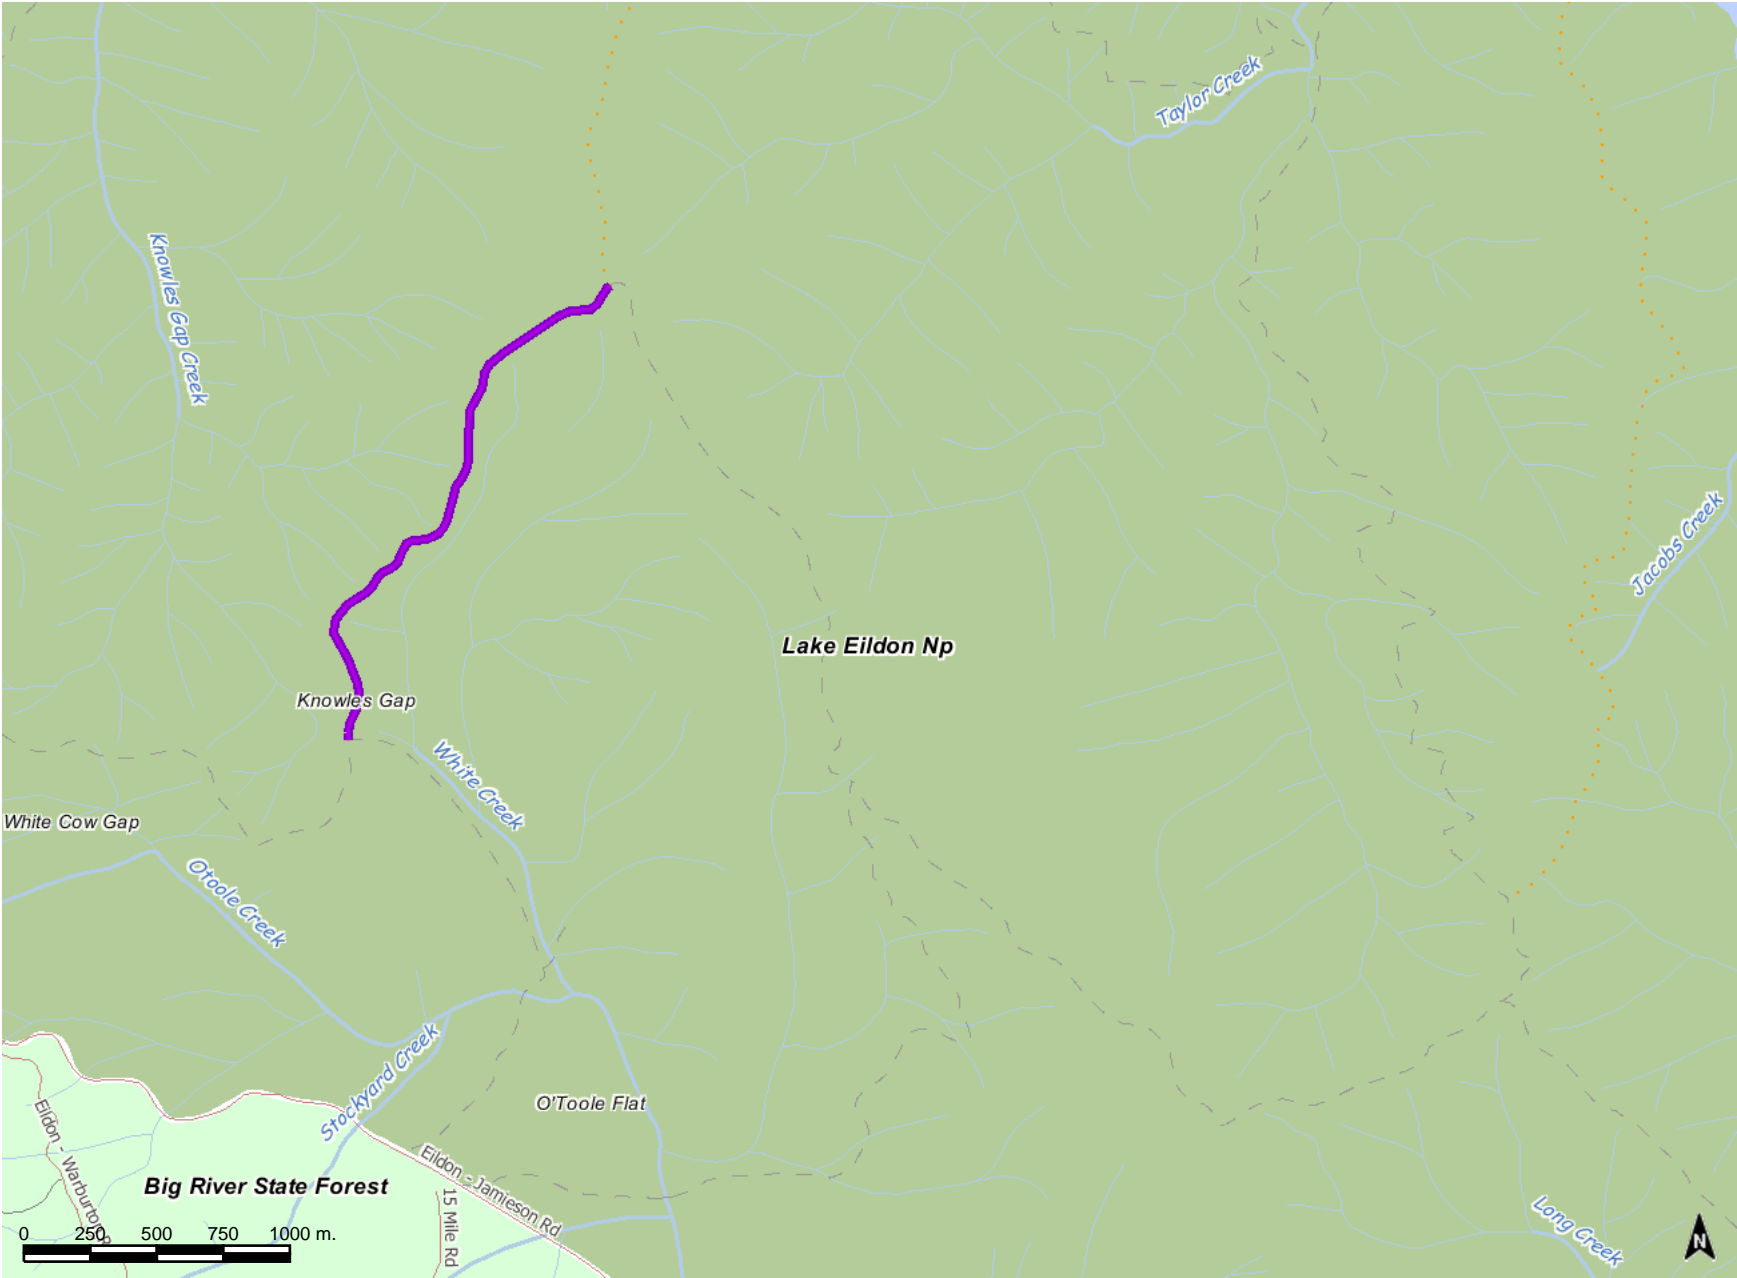 Taylor Creek
Knowles Gap Creek
Jacobs Creek
Lake Eildon Np
Knowles Gap
White Creek
White Cow Gap
Otoole Creek
Stockyard Creek
O'Toole Flat
Eildon - Warburton R
Eildon - Jamieson Rd
Big River State Forest
15 Mile Rd
Long Creek
0 250 500 750 1000 m.
N